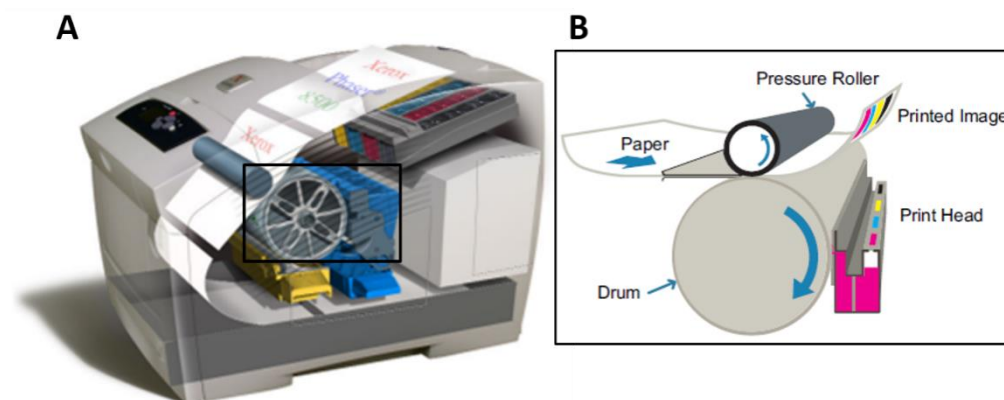 A
B
Xerox
Phaser®
8500
Xerox
Pressure Roller
Printed Image
Paper
Print Head
Drum